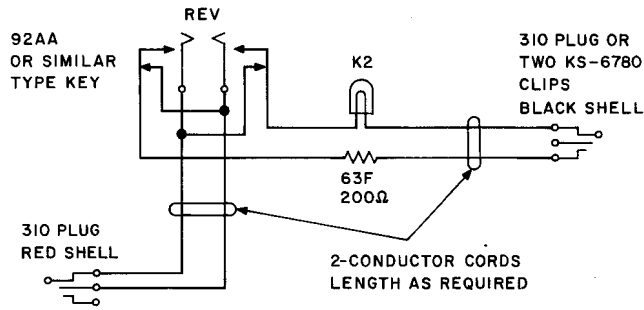 REV
92AA
OR SIMILAR
TYPE KEY
K2
310 PLUG OR
TWO KS-6780
CLIPS
BLACK SHELL
63F
200Ω
310 PLUG
RED SHELL
2-CONDUCTOR CORDS
LENGTH AS REQUIRED